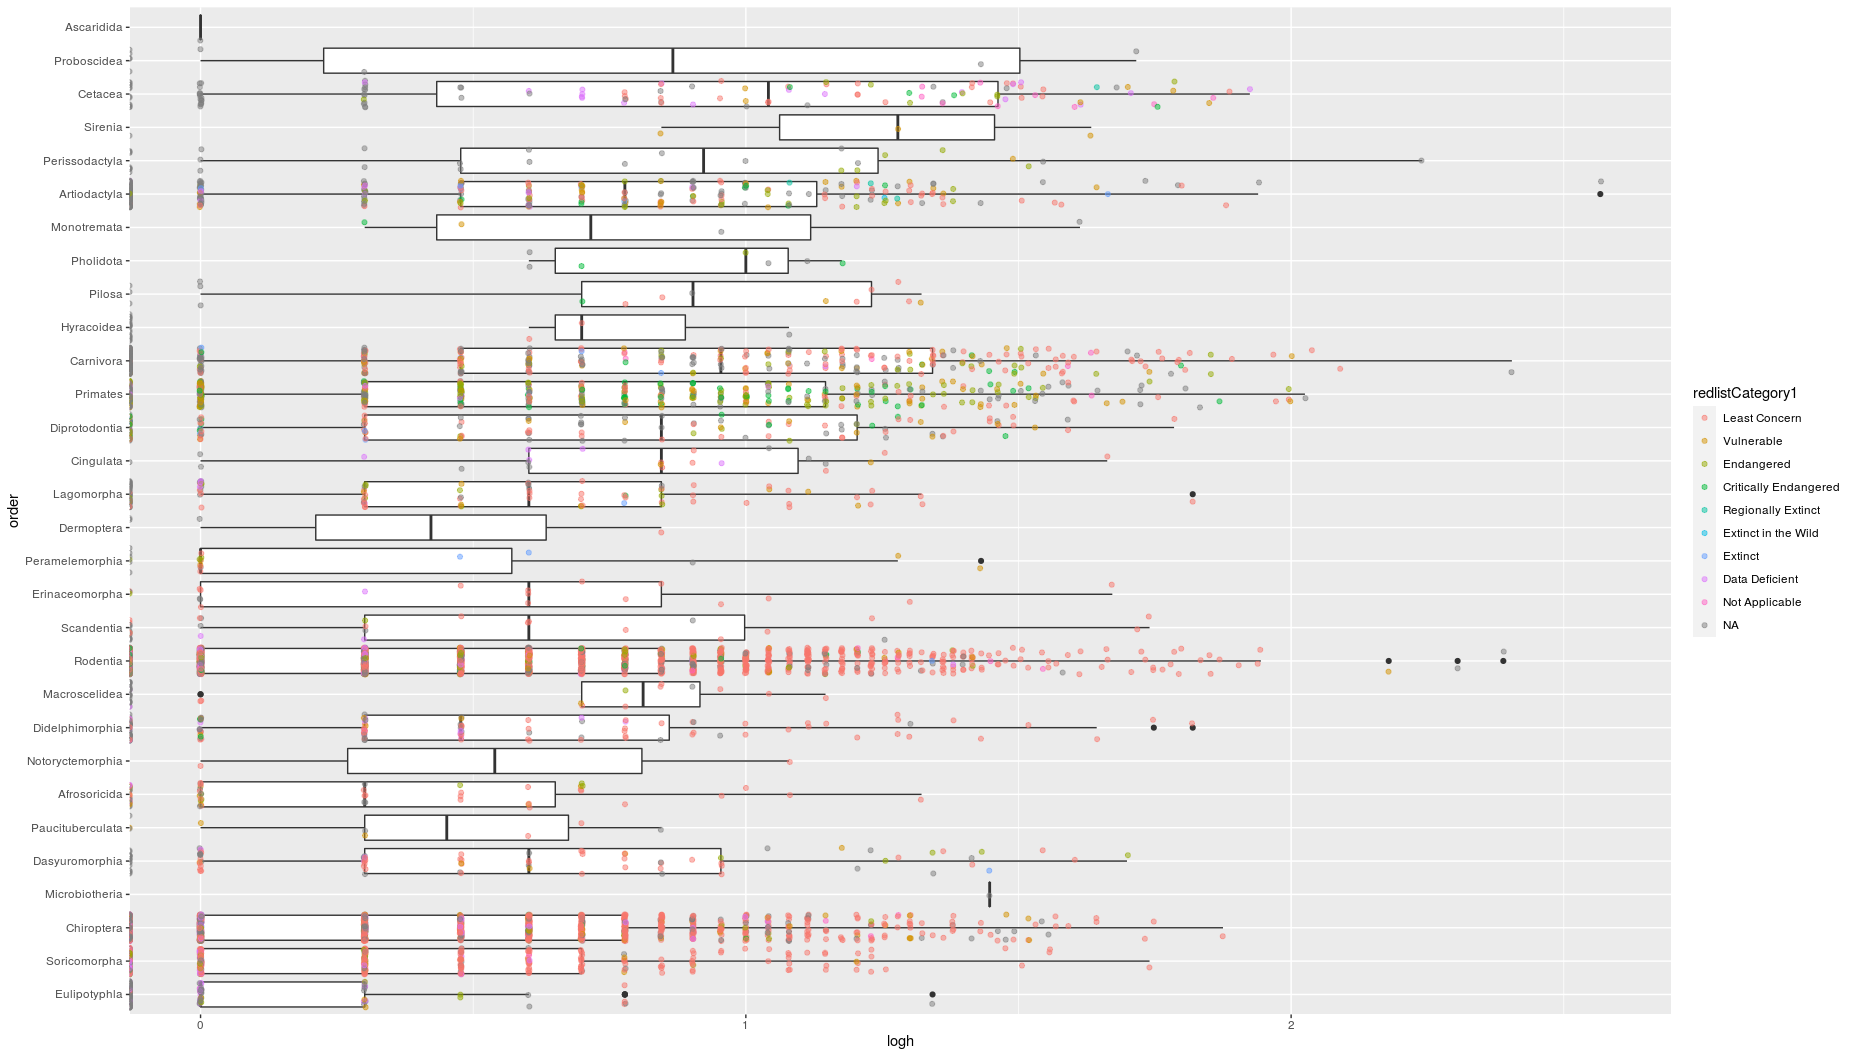 Ascaridida
Proboscidea
Cetacea
Sirenia
Perissodactyla
Artiodactyla
Monotremata
Pholidota
Pilosa
Hyracoidea
Carnivora
Primates
Diprotodontia
Cingulata
Lagomorpha
Dermoptera
Peramelemorphia
Erinaceomorpha
Scandentia
Rodentia
Macroscelidea
Didelphimorphia
Notoryctemorphia
Afrosoricida
Paucituberculata
Dasyuromorphia
Microbiotheria
Chiroptera
Soricomorpha
Eulipotyphla
order
0 1 2
logh
redlistCategory1
Least Concern
Vulnerable
Endangered
Critically Endangered
Regionally Extinct
Extinct in the Wild
Extinct
Data Deficient
Not Applicable
NA